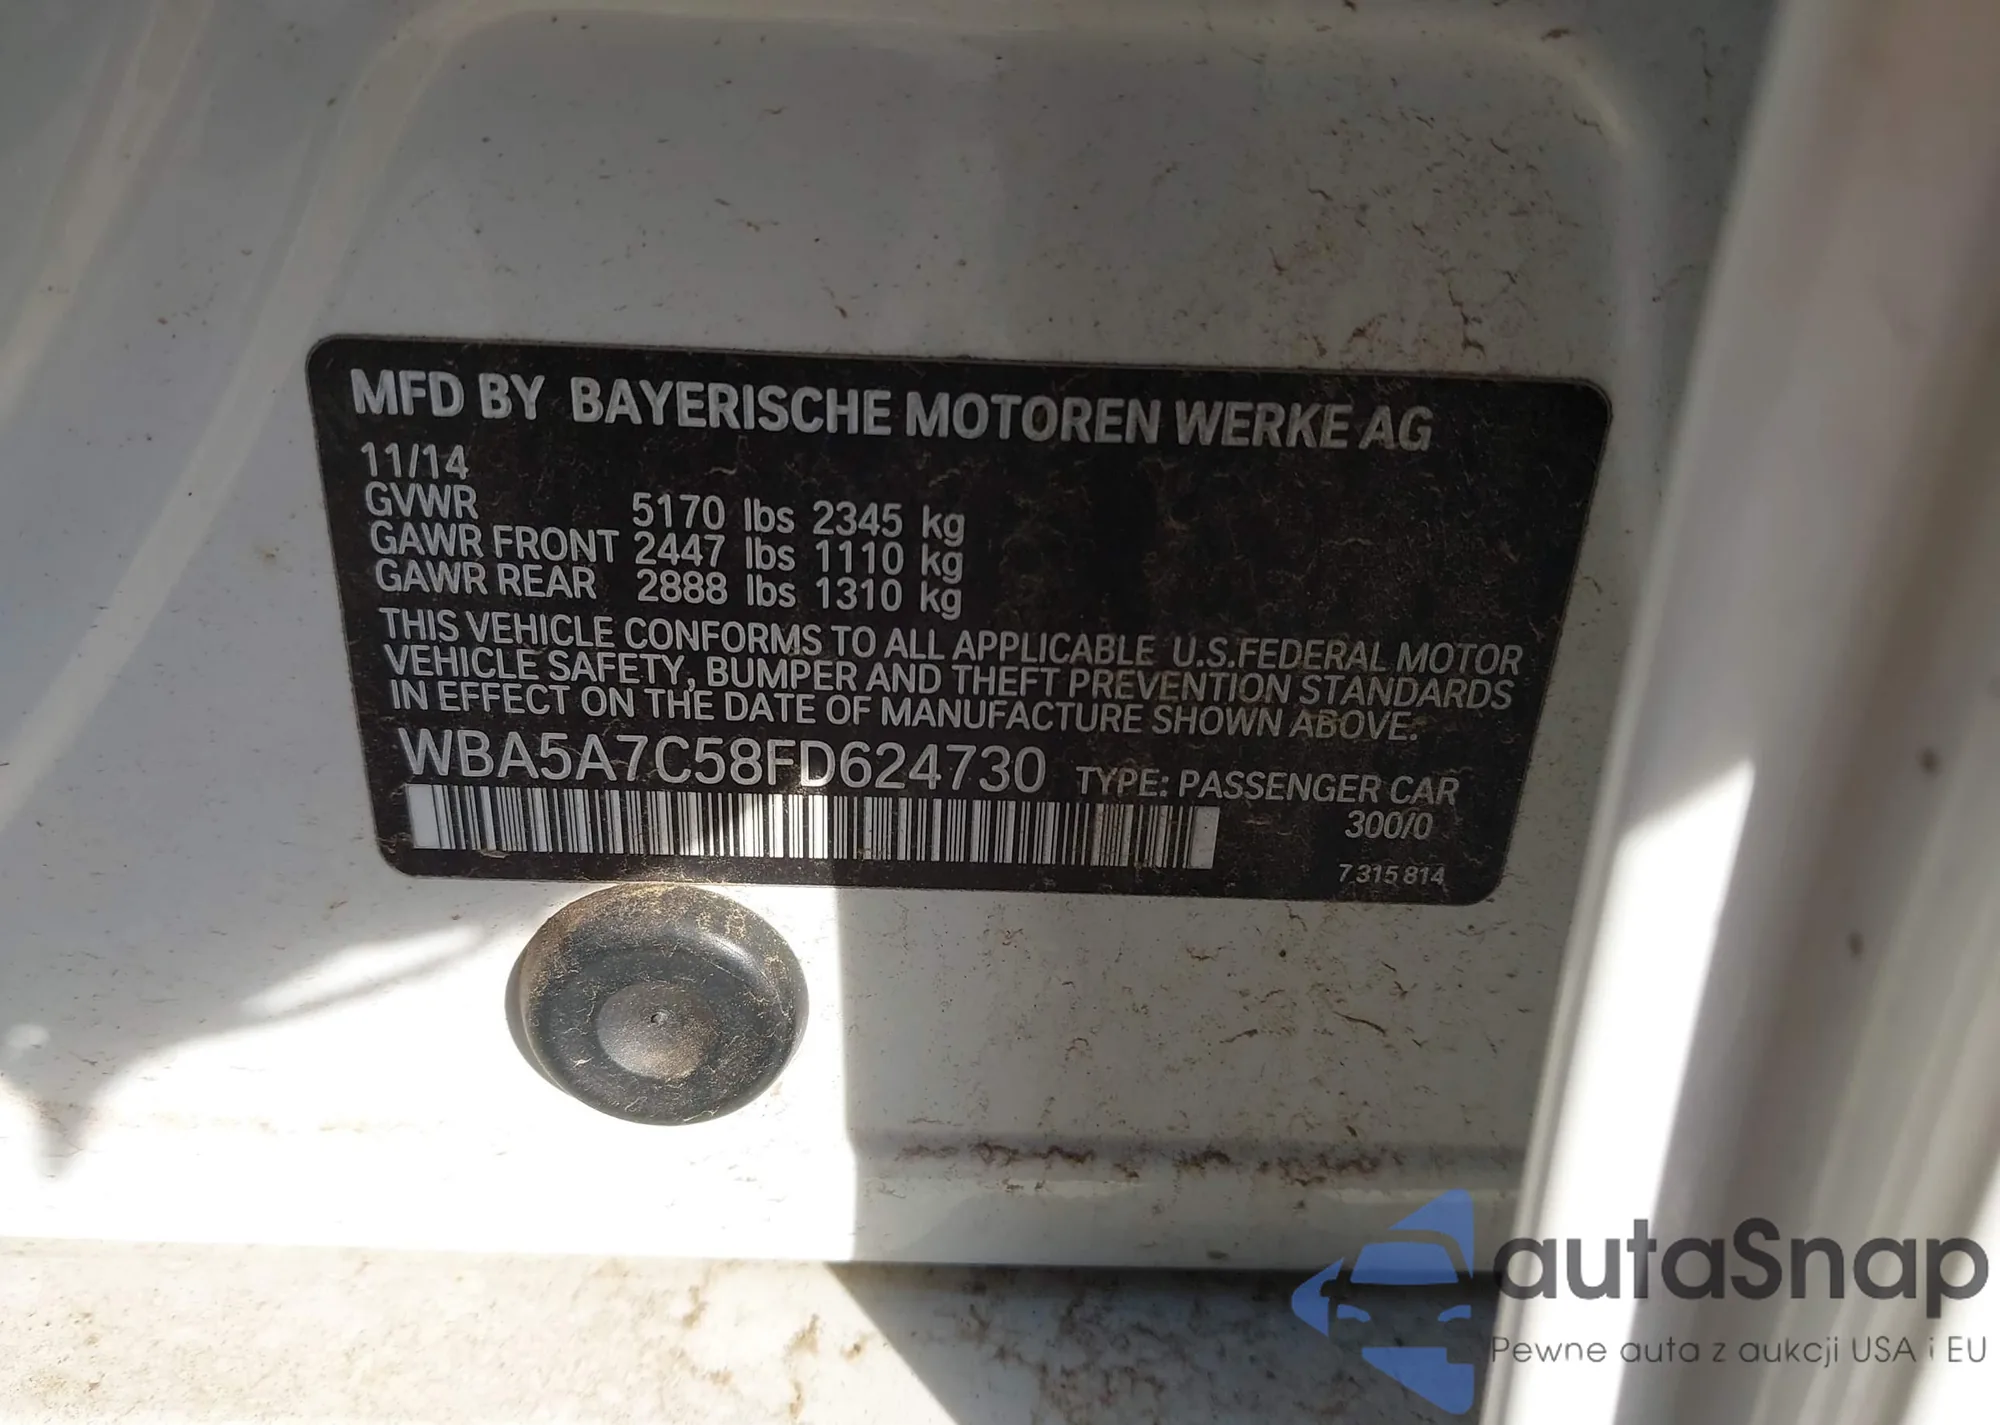 MFD BY BAYERISCHE MOTOREN WERKE AG
11/14
GVWR 5170 lbs 2345 kg
GAWR FRONT 2447 lbs 1110 kg
GAWR REAR 2888 lbs 1310 kg
THIS VEHICLE CONFORMS TO ALL APPLICABLE U.S.FEDERAL MOTOR
VEHICLE SAFETY, BUMPER AND THEFT PREVENTION STANDARDS
IN EFFECT ON THE DATE OF MANUFACTURE SHOWN ABOVE:
WBA5A7C58FD624730 TYPE: PASSENGER CAR
300/0
7 315 814
autaSnap
Pewne auta z aukcji USA i EU